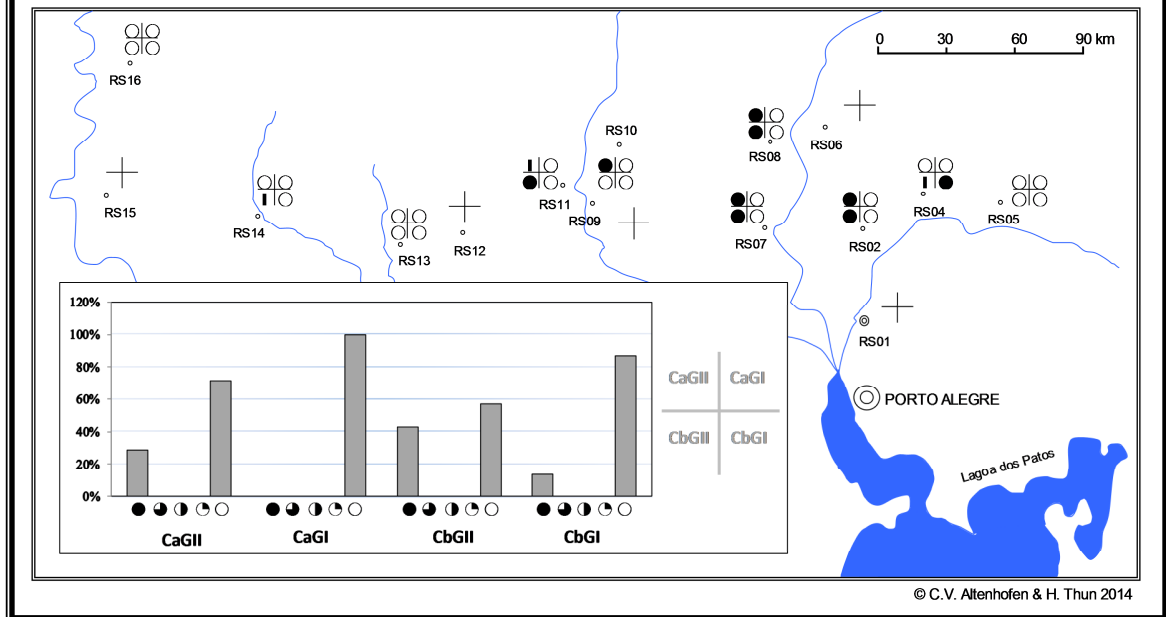 0 30 60 90 km
RS16
RS10
RS08
RS06
RS15
RS14
RS13
RS12
RS11
RS09
RS07
RS02
RS04
RS05
RS01
PORTO ALEGRE
Lagoa dos Patos
120%
100%
80%
60%
40%
20%
0%
CaGII CaGI CbGII CbGI
CaGII CaGI
CbGII CbGI
© C.V. Altenhofen & H. Thun 2014